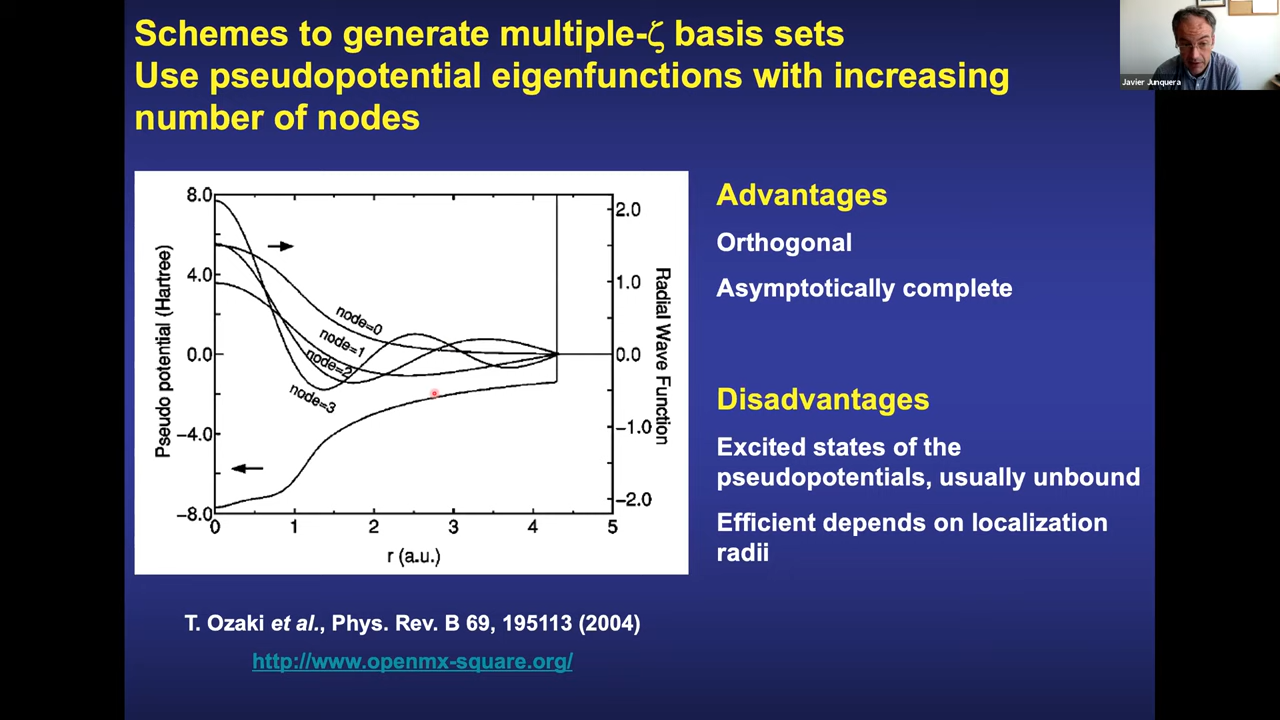 Schemes to generate multiple-ζ basis sets
Use pseudopotential eigenfunctions with increasing
number of nodes
Javier Junquera
8.0
4.0
0.0
−4.0
−8.0
Pseudo potential (Hartree)
node=0
node=1
node=2
node=3
2.0
1.0
0.0
−1.0
−2.0
Radial Wave Function
0 1 2 3 4 5
r (a.u.)
Advantages
Orthogonal
Asymptotically complete
Disadvantages
Excited states of the
pseudopotentials, usually unbound
Efficient depends on localization
radii
T. Ozaki et al., Phys. Rev. B 69, 195113 (2004)
http://www.openmx-square.org/